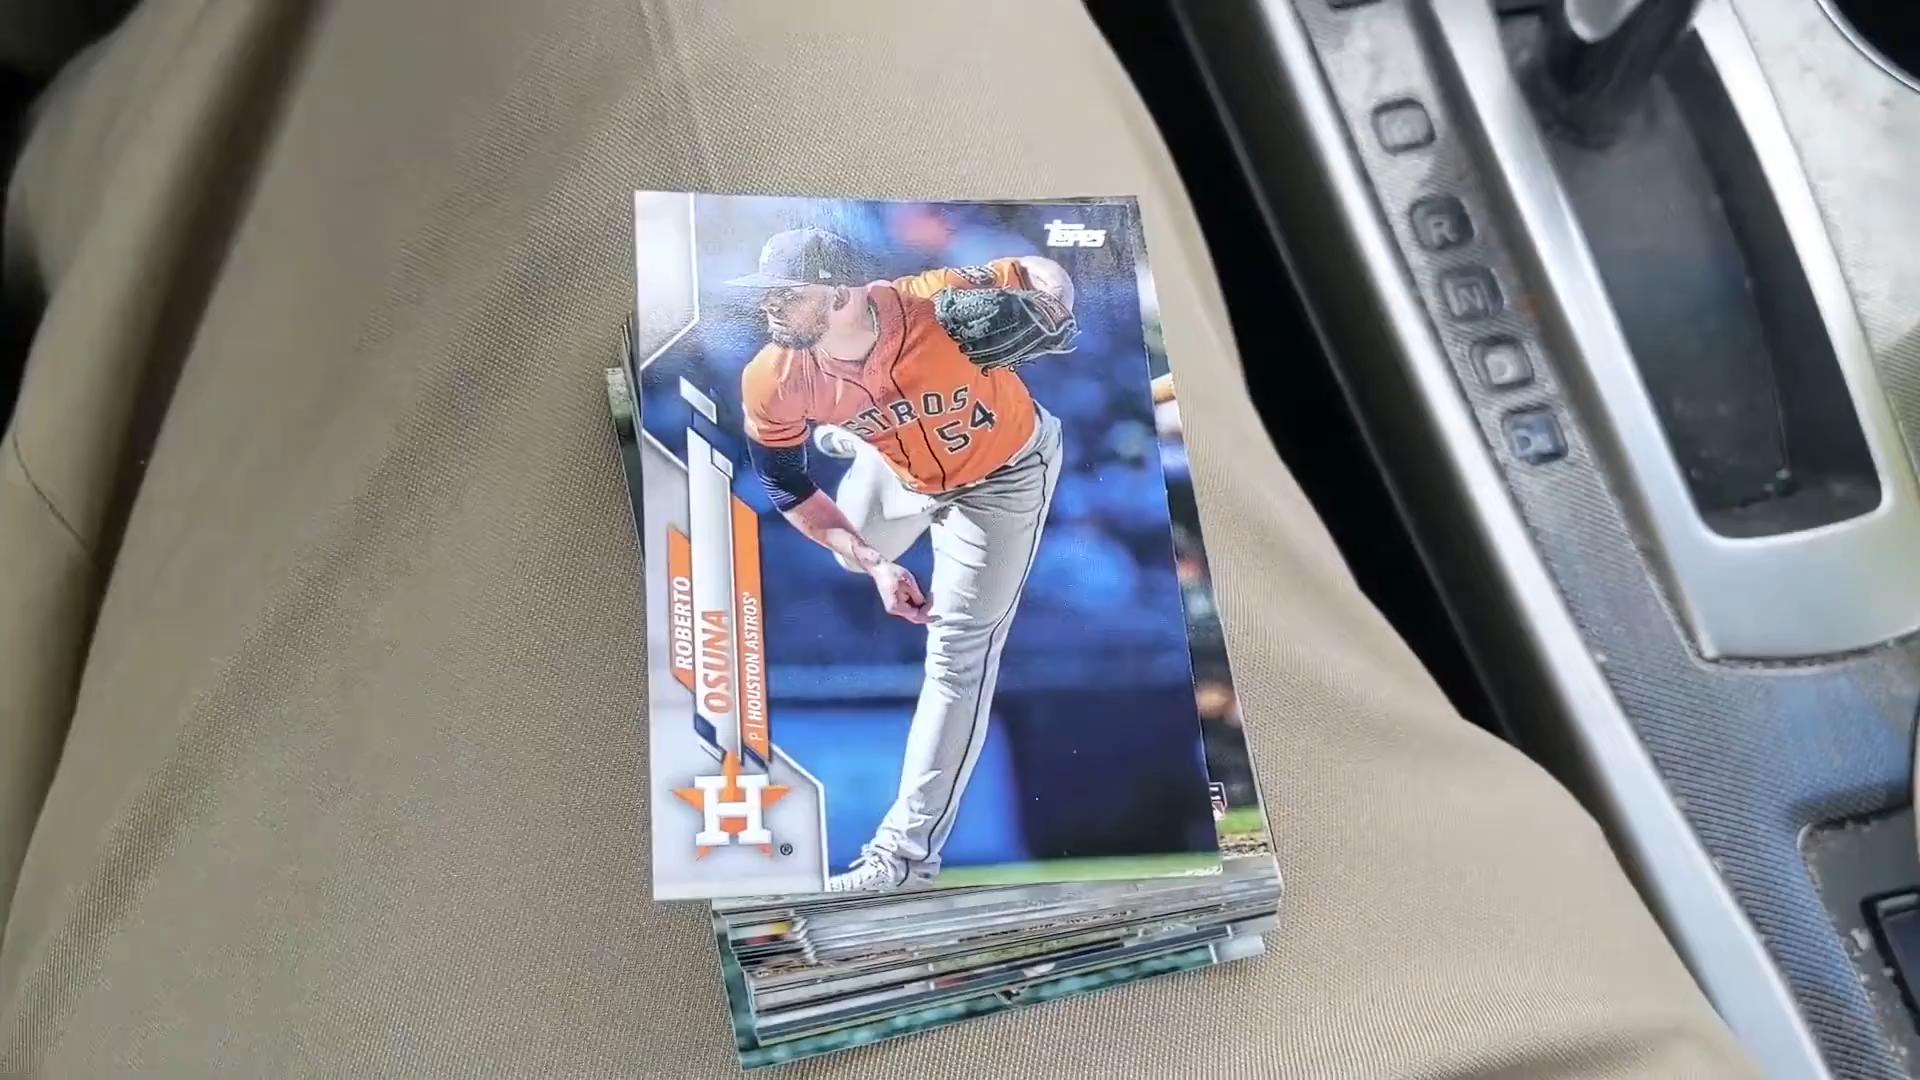 Topps
ASTROS
54
ROBERTO
OSUNA
P | HOUSTON ASTROS®
H
®
R
N